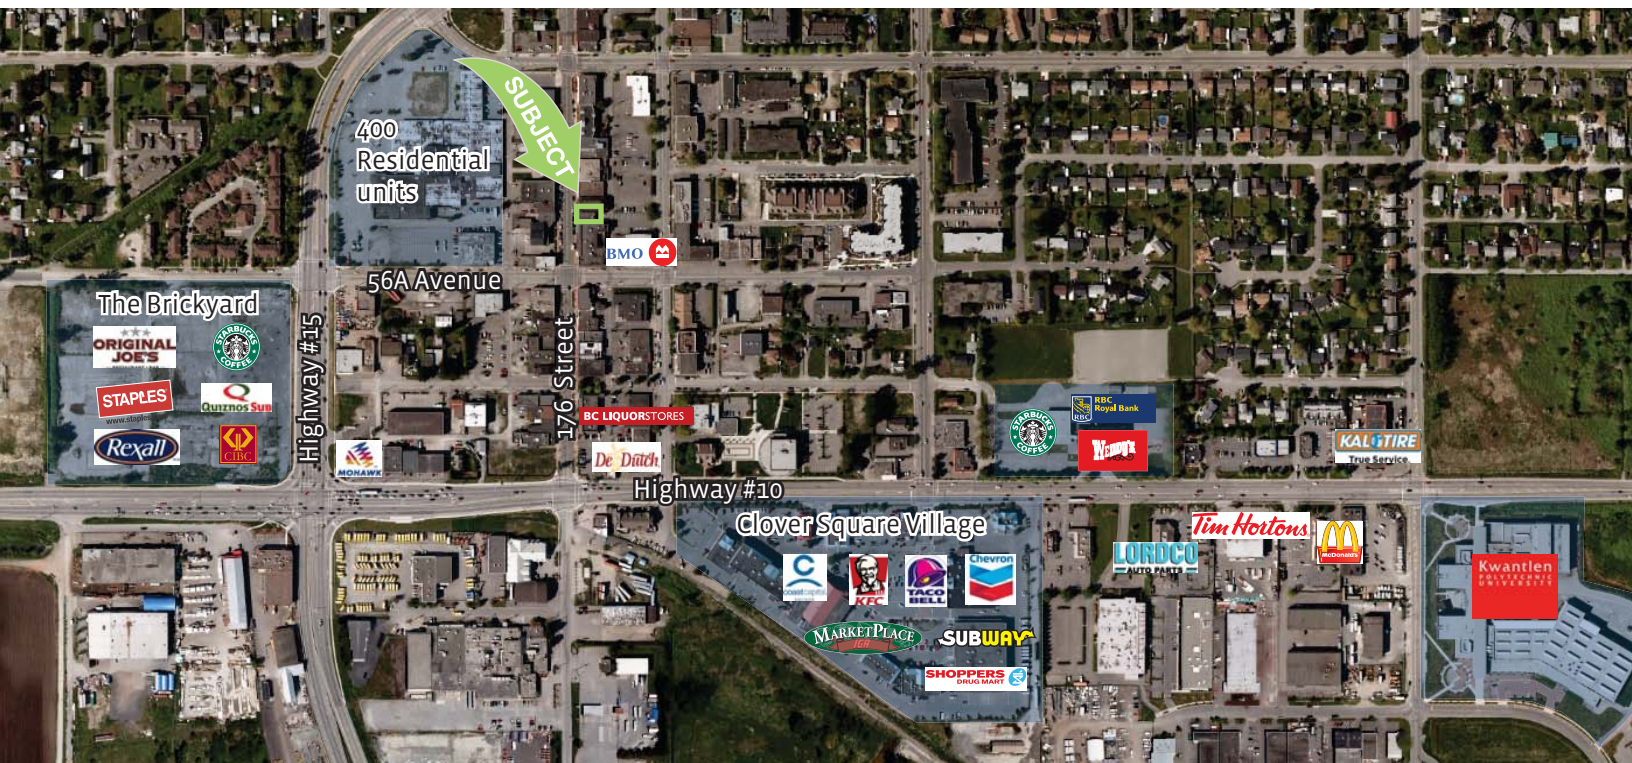 SUBJECT
400
Residential
units
BMO
56A Avenue
The Brickyard
ORIGINAL
JOE'S
STARBUCKS
COFFEE
STAPLES
www.staples
Quiznos Sub
Rexall
CIBC
Highway #15
MOHAWK
176 Street
BC LIQUORSTORES
De Dutch
Highway #10
STARBUCKS
COFFEE
RBC
RBC
Royal Bank
WENDY'S
KAL TIRE
True Service.
Clover Square Village
coastcapital
KFC
TACO
BELL
Chevron
MARKETPLACE
IGA
SUBWAY
SHOPPERS
DRUG MART
LORDCO
AUTO PARTS
Tim Hortons
McDonald's
Kwantlen
POLYTECHNIC
UNIVERSITY